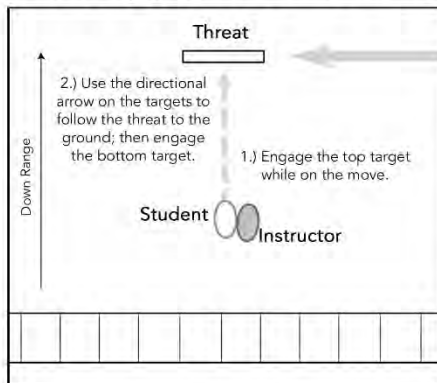 Threat
2.) Use the directional
arrow on the targets to
follow the threat to the
ground; then engage
the bottom target.
1.) Engage the top target
while on the move.
Down Range
Student
Instructor